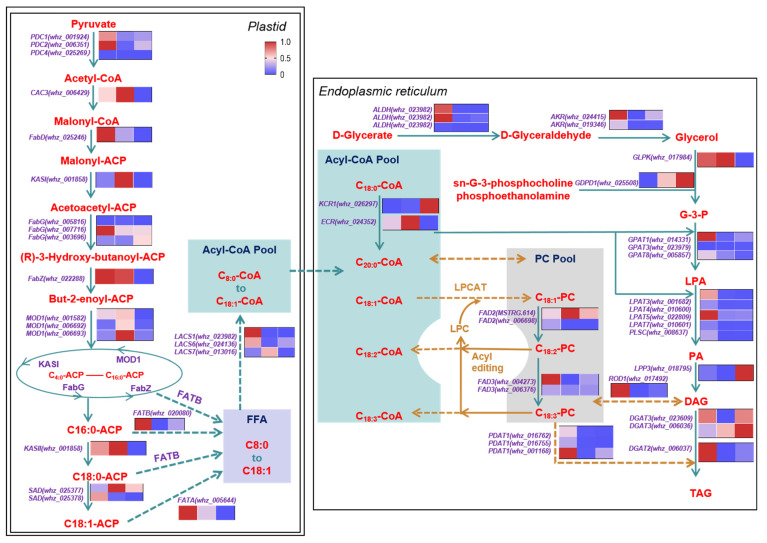 Plastid
Pyruvate
PDC1(whz_001924)
PDC2(whz_006351)
PDC4(whz_025269)
1.0
0.5
0.0
Acetyl-CoA
CAC3(whz_006429)
Malonyl-CoA
FabD(whz_025246)
Malonyl-ACP
KASI(whz_001858)
Acetoacetyl-ACP
FabG(whz_005816)
FabG(whz_007716)
FabG(whz_003696)
(R)-3-Hydroxy-butanoyl-ACP
FabZ(whz_022288)
But-2-enoyl-ACP
MOD1(whz_001582)
MOD1(whz_006692)
MOD1(whz_006693)
KASI
MOD1
C4:0-ACP
C16:0-ACP
FabG
FabZ
FATB
C16:0-ACP
FATB(whz_020080)
KASII(whz_001858)
FATB
C18:0-ACP
SAD(whz_025377)
SAD(whz_025378)
C18:1-ACP
FATA(whz_005644)
Acyl-CoA Pool
C8:0-CoA
to
C18:1-CoA
LACS1(whz_023982)
LACS6(whz_024136)
LACS7(whz_013016)
FFA
C8:0
to
C18:1
Endoplasmic reticulum
ALDH(whz_023982)
ALDH(whz_023982)
ALDH(whz_023982)
AKR(whz_024415)
AKR(whz_019346)
D-Glycerate
D-Glyceraldehyde
Glycerol
GLPK(whz_017984)
Acyl-CoA Pool
C18:0-CoA
KCR1(whz_026297)
ECR(whz_024352)
C20:0-CoA
C18:1-CoA
C18:2-CoA
C18:3-CoA
sn-G-3-phosphocholine
phosphoethanolamine
GDPD1(whz_025508)
G-3-P
GPAT1(whz_014331)
GPAT3(whz_023979)
GPAT8(whz_005857)
LPA
PC Pool
LPCAT
C18:1-PC
FAD2(MSTRG.614)
FAD2(whz_006698)
LPC
C18:2-PC
Acyl
editing
FAD3(whz_004273)
FAD3(whz_006376)
C18:3-PC
LPAT3(whz_001682)
LPAT4(whz_010600)
LPAT5(whz_022809)
LPAT7(whz_010601)
PLSC(whz_008637)
PA
LPP3(whz_018795)
ROD1(whz_017492)
DAG
PDAT1(whz_016762)
PDAT1(whz_016755)
PDAT1(whz_001168)
DGAT3(whz_023609)
DGAT3(whz_006036)
DGAT2(whz_006037)
TAG